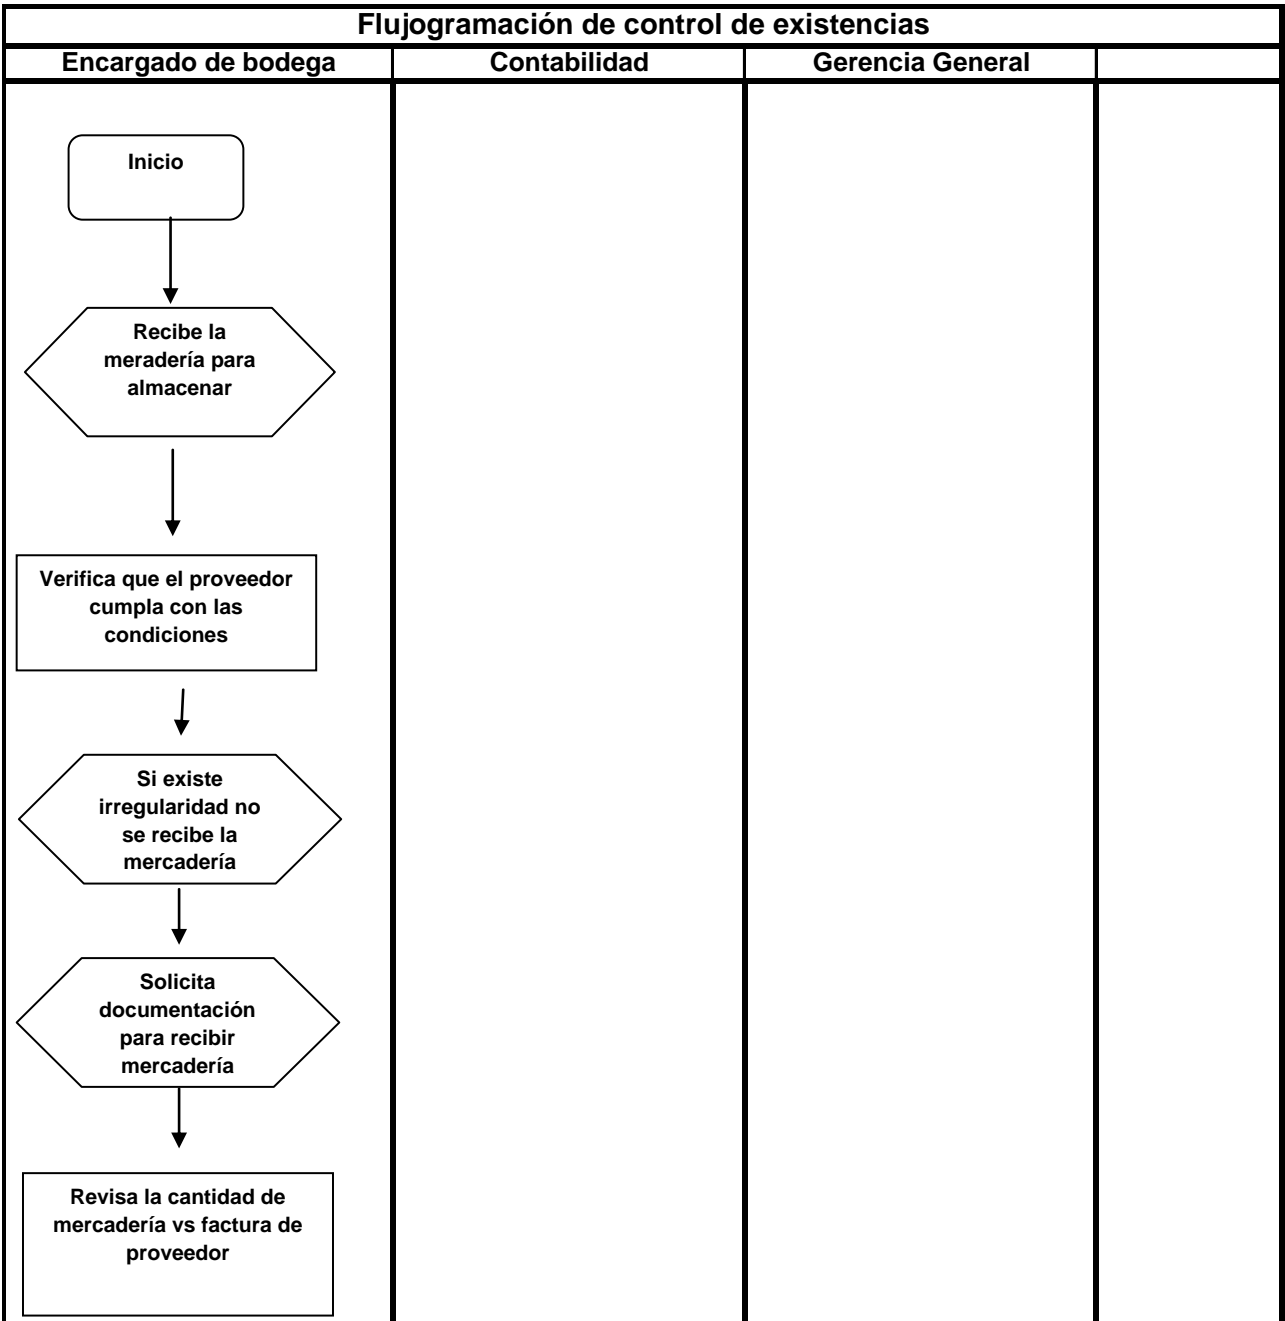 Flujogramación de control de existencias
Encargado de bodega
Contabilidad
Gerencia General
Inicio
Recibe la
meradería para
almacenar
Verifica que el proveedor
cumpla con las
condiciones
Si existe
irregularidad no
se recibe la
mercadería
Solicita
documentación
para recibir
mercadería
Revisa la cantidad de
mercadería vs factura de
proveedor